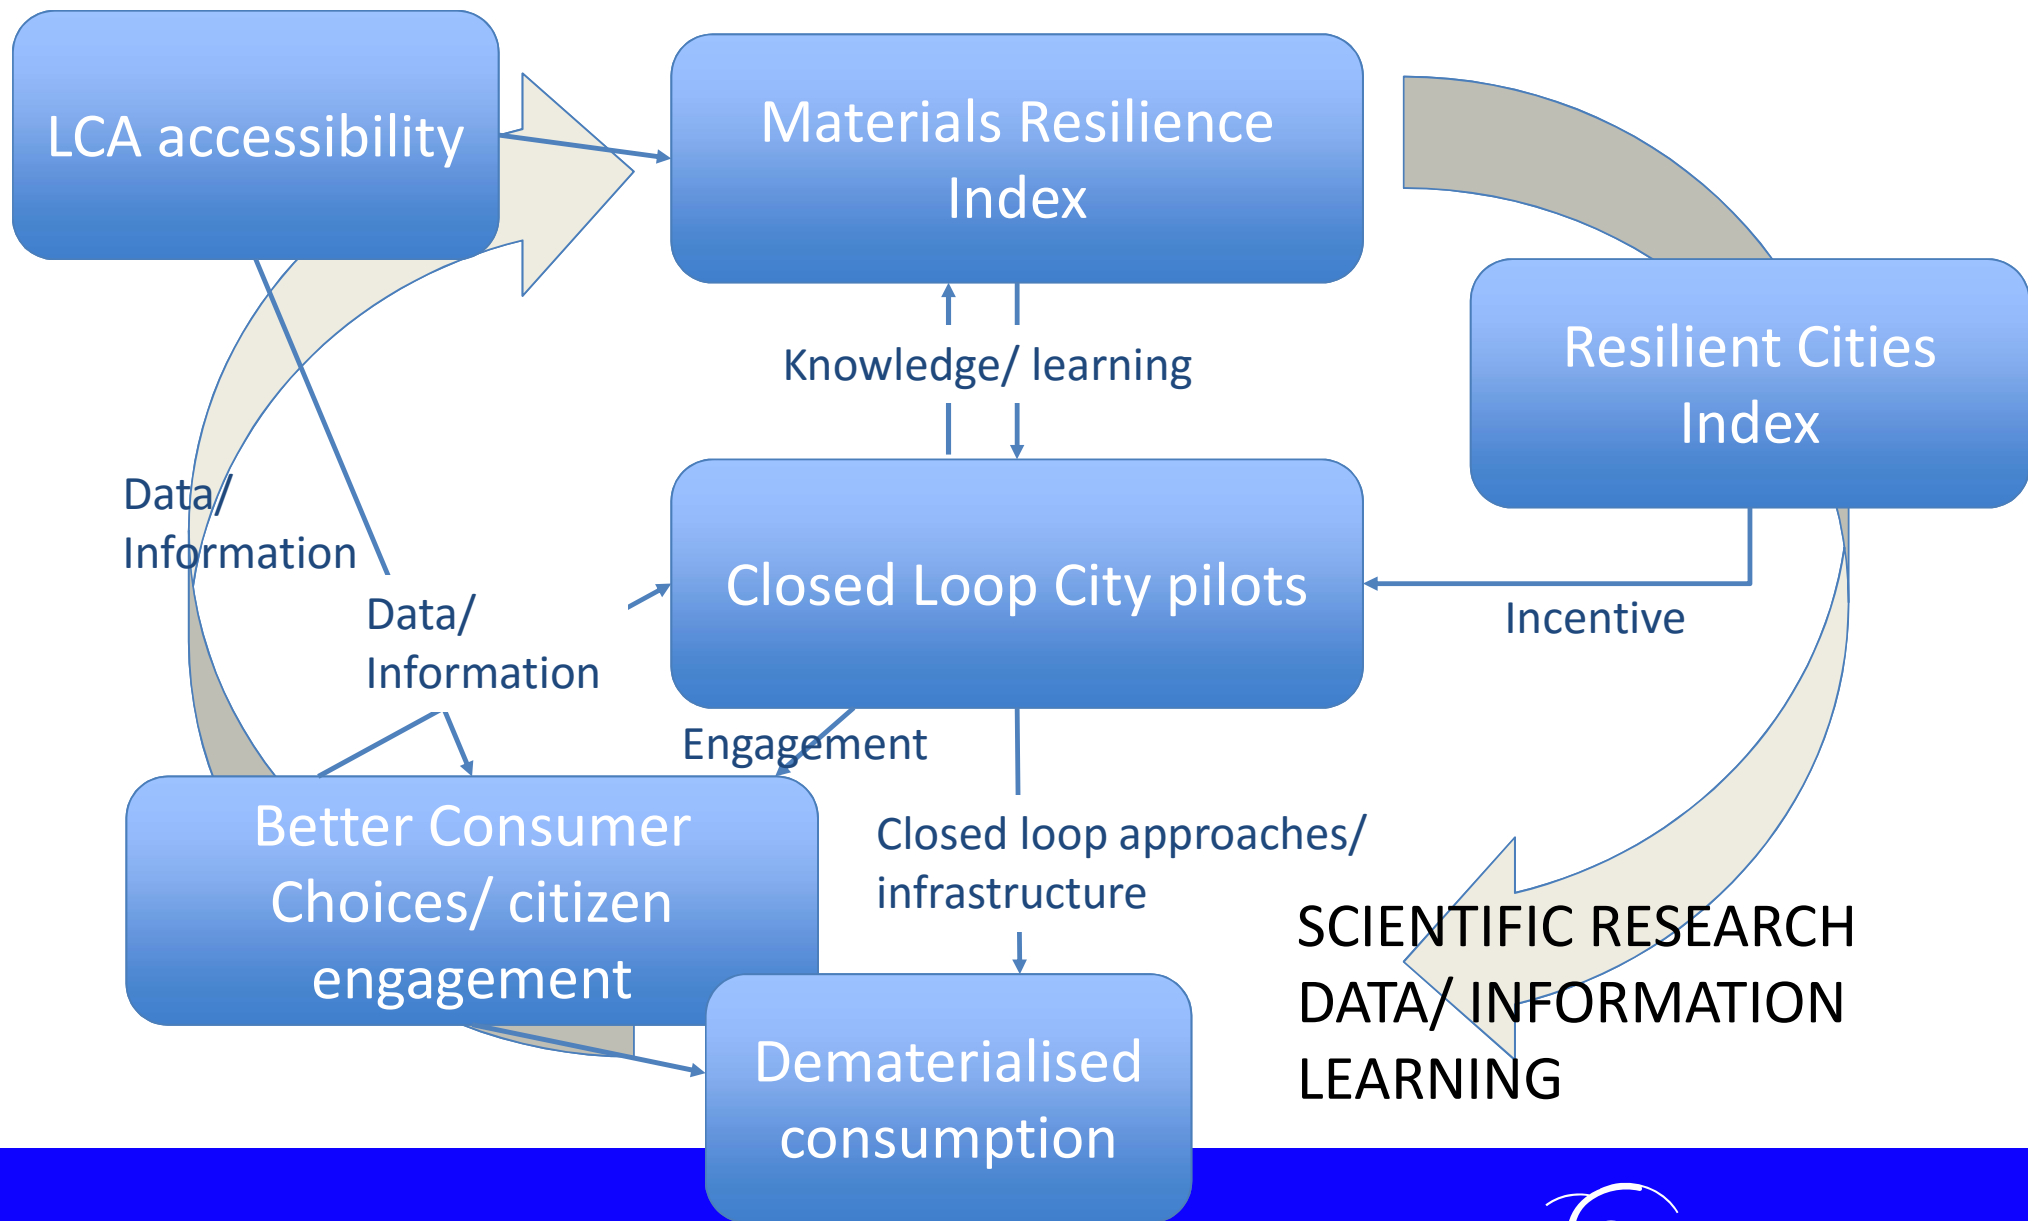 LCA accessibility
Materials Resilience
Index
Resilient Cities
Index
Knowledge/ learning
Data/
Information
Data/
Information
Closed Loop City pilots
Incentive
Engagement
Better Consumer
Choices/ citizen
engagement
Closed loop approaches/
infrastructure
SCIENTIFIC RESEARCH
DATA/ INFORMATION
LEARNING
Dematerialised
consumption